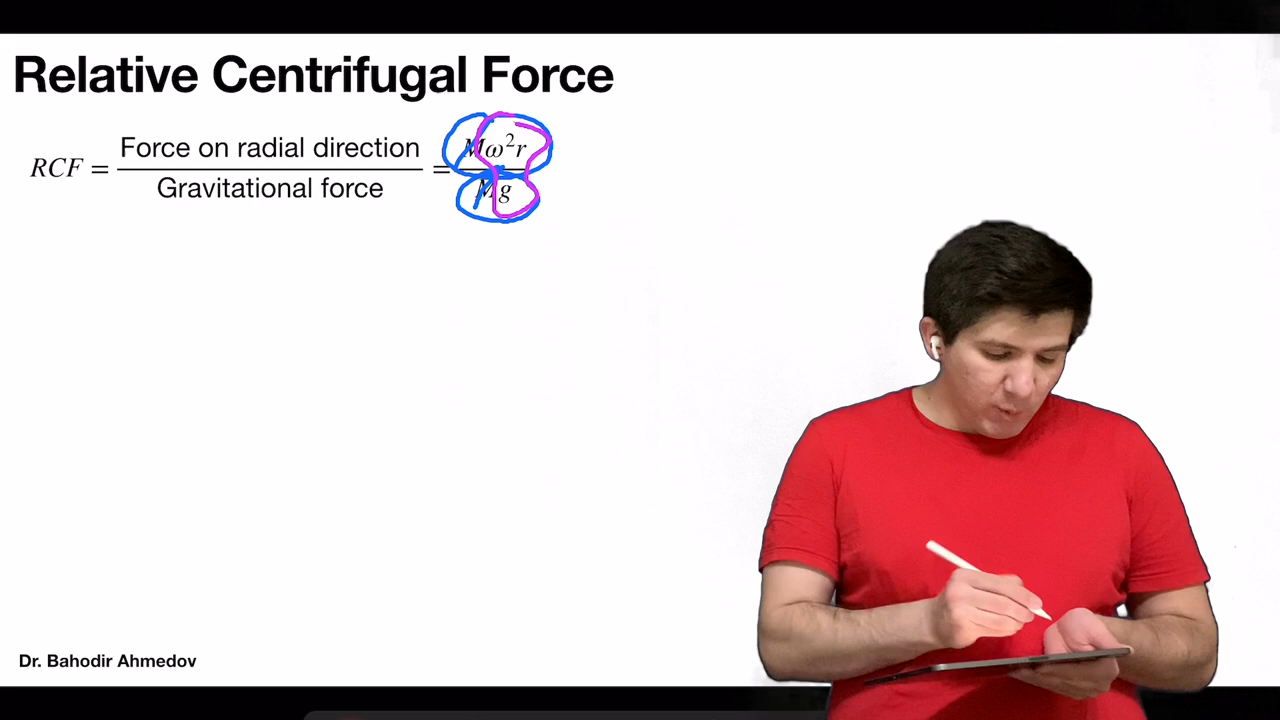 Relative Centrifugal Force
RCF = Force on radial direction / Gravitational force = Mω²r / Mg
Dr. Bahodir Ahmedov